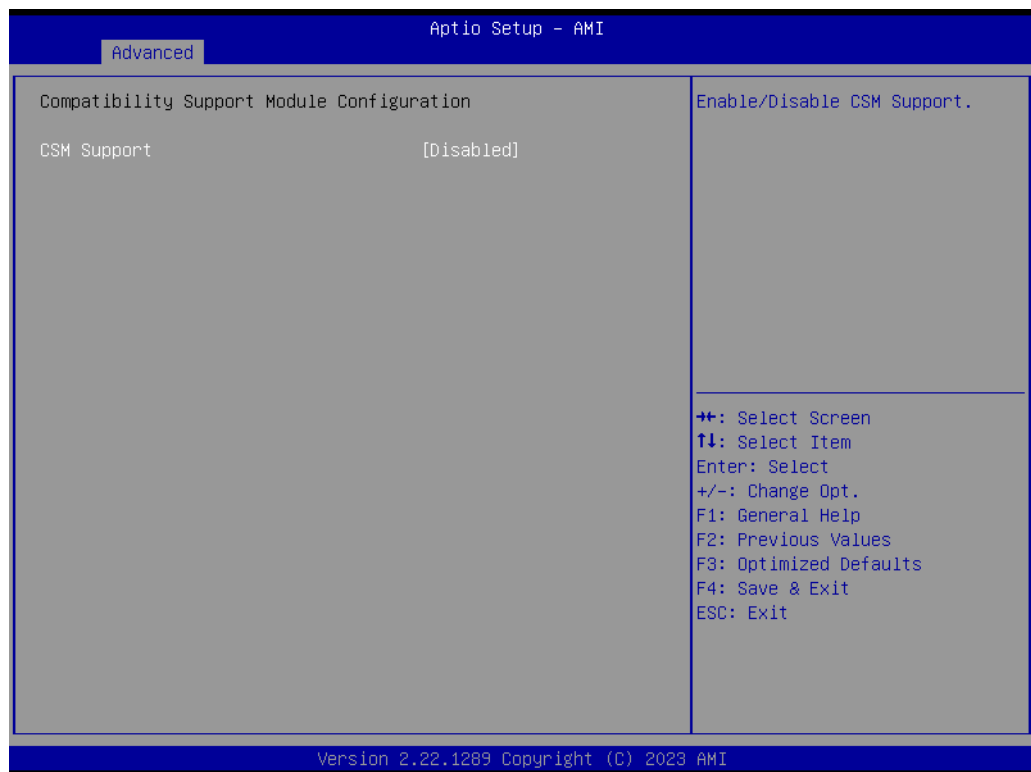 Aptio Setup – AMI
Advanced
Compatibility Support Module Configuration
CSM Support [Disabled]
Enable/Disable CSM Support.
→←: Select Screen
↑↓: Select Item
Enter: Select
+/-: Change Opt.
F1: General Help
F2: Previous Values
F3: Optimized Defaults
F4: Save & Exit
ESC: Exit
Version 2.22.1289 Copyright (C) 2023 AMI